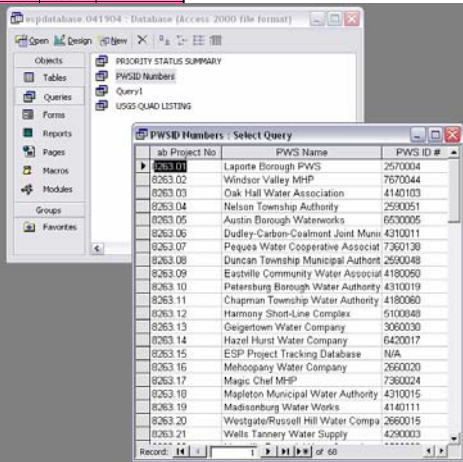 espdatabase.041904 : Database (Access 2000 file format)
Open Design New
Objects
Tables
Queries
Forms
Reports
Pages
Macros
Modules
Groups
Favorites
PRIORITY STATUS SUMMARY
PWSID Numbers
Query1
USGS QUAD LISTING
PWSID Numbers : Select Query
ab Project No PWS Name PWS ID #
8263.01 Laporte Borough PWS 2570004
8263.02 Windsor Valley MHP 7670044
8263.03 Oak Hall Water Association 4140103
8263.04 Nelson Township Authority 2590051
8263.05 Austin Borough Waterworks 6530005
8263.06 Dudley-Carbon-Coalmont Joint Munic 4310011
8263.07 Pequea Water Cooperative Associat 7360138
8263.08 Duncan Township Municipal Authorit 2590048
8263.09 Eastville Community Water Associat 4180050
8263.10 Petersburg Borough Water Authority 4310019
8263.11 Chapman Township Water Authority 4180060
8263.12 Harmony Short-Line Complex 5100848
8263.13 Geigertown Water Company 3060030
8263.14 Hazel Hurst Water Company 6420017
8263.15 ESP Project Tracking Database N/A
8263.16 Mehoopany Water Company 2660020
8263.17 Magic Chef MHP 7360024
8263.18 Mapleton Municipal Water Authority 4310015
8263.19 Madisonburg Water Works 4140111
8263.20 Westgate/Russell Hill Water Compa 2660015
8263.21 Wells Tannery Water Supply 4290003
Record: 1 of 68